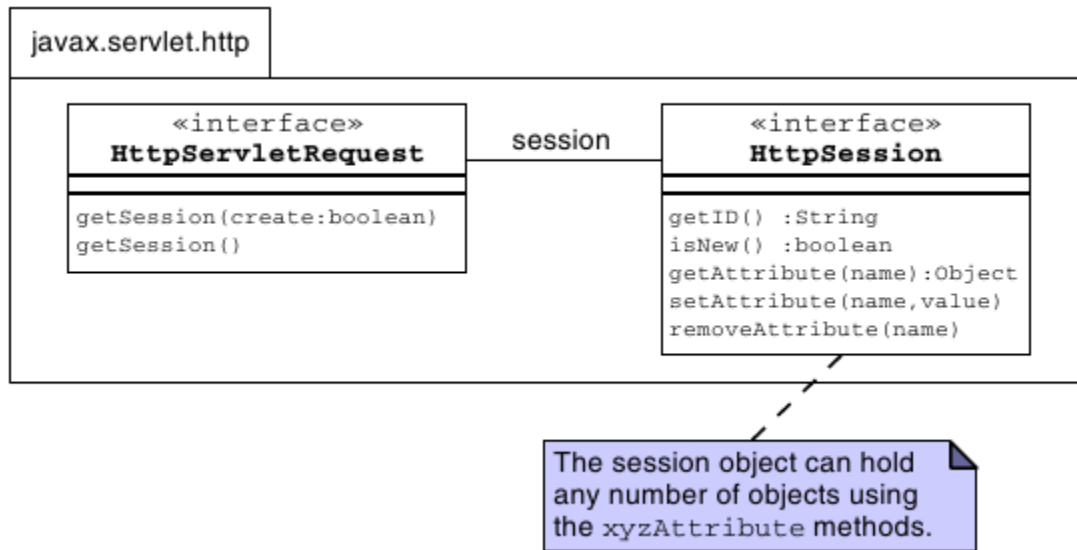 javax.servlet.http
«interface»
HttpServletRequest
getSession(create:boolean)
getSession()
session
«interface»
HttpSession
getID() :String
isNew() :boolean
getAttribute(name):Object
setAttribute(name,value)
removeAttribute(name)
The session object can hold
any number of objects using
the xyzAttribute methods.